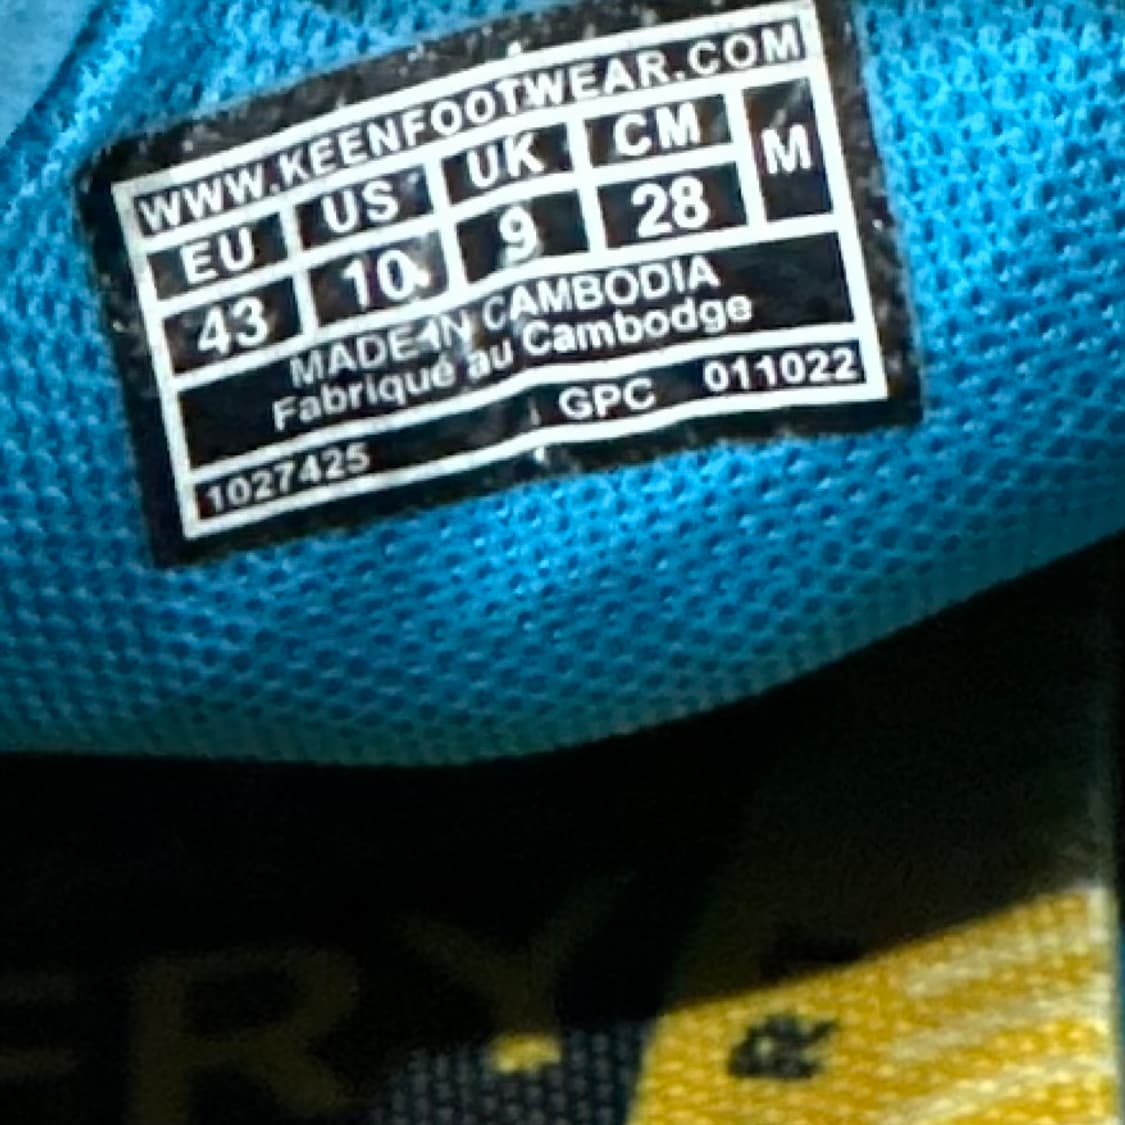 WWW.KEENFOOTWEAR.COM
EU US UK CM M
43 10 9 28
MADE IN CAMBODIA
Fabriqué au Cambodge
1027425 GPC 011022